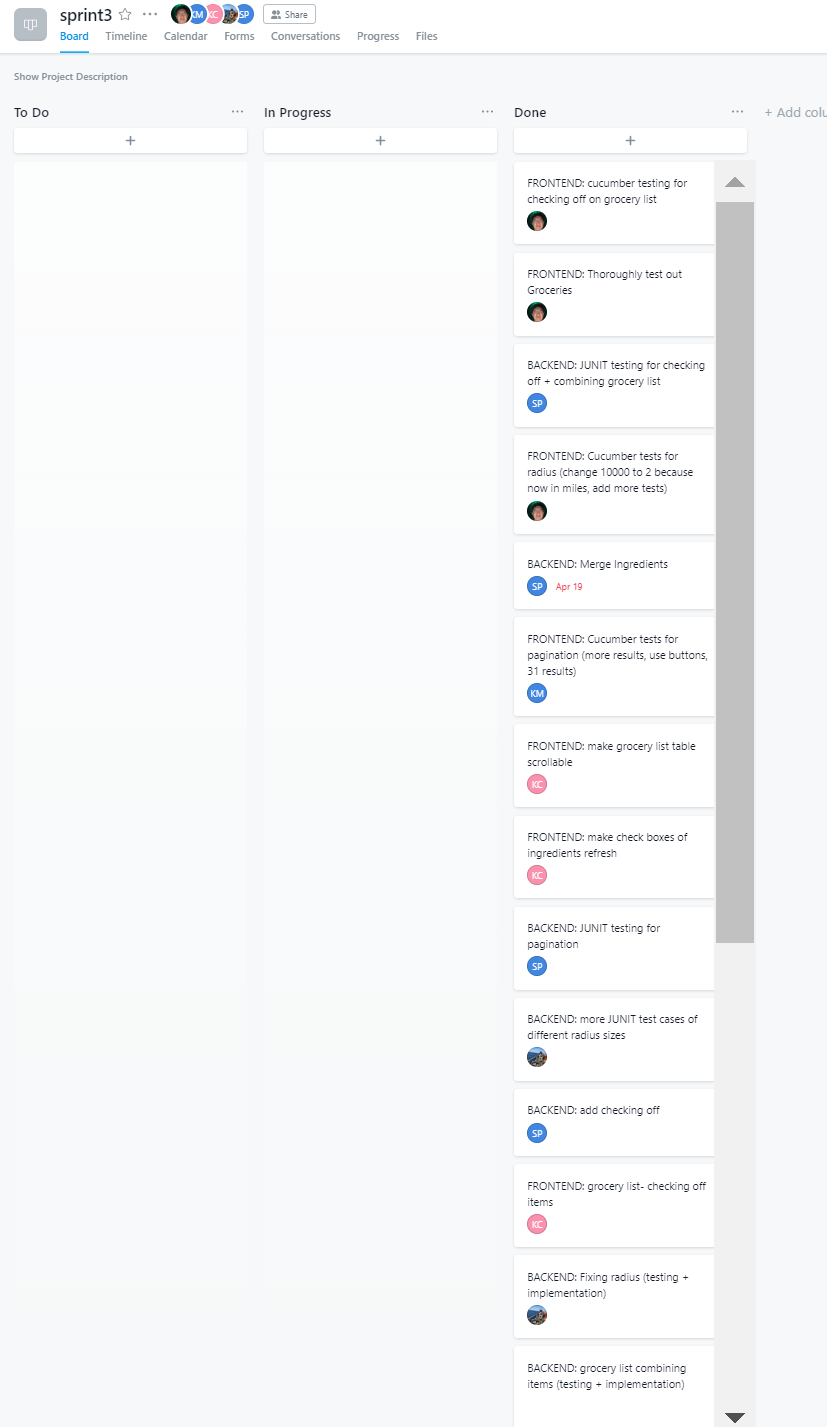 sprint3
KM KC SP
Share
Board Timeline Calendar Forms Conversations Progress Files
Show Project Description
To Do
In Progress
Done
+ Add colu
+
+
+
FRONTEND: cucumber testing for
checking off on grocery list
FRONTEND: Thoroughly test out
Groceries
BACKEND: JUNIT testing for checking
off + combining grocery list
SP
FRONTEND: Cucumber tests for
radius (change 10000 to 2 because
now in miles, add more tests)
BACKEND: Merge Ingredients
SP Apr 19
FRONTEND: Cucumber tests for
pagination (more results, use buttons,
31 results)
KM
FRONTEND: make grocery list table
scrollable
KC
FRONTEND: make check boxes of
ingredients refresh
KC
BACKEND: JUNIT testing for
pagination
SP
BACKEND: more JUNIT test cases of
different radius sizes
BACKEND: add checking off
SP
FRONTEND: grocery list- checking off
items
KC
BACKEND: Fixing radius (testing +
implementation)
BACKEND: grocery list combining
items (testing + implementation)